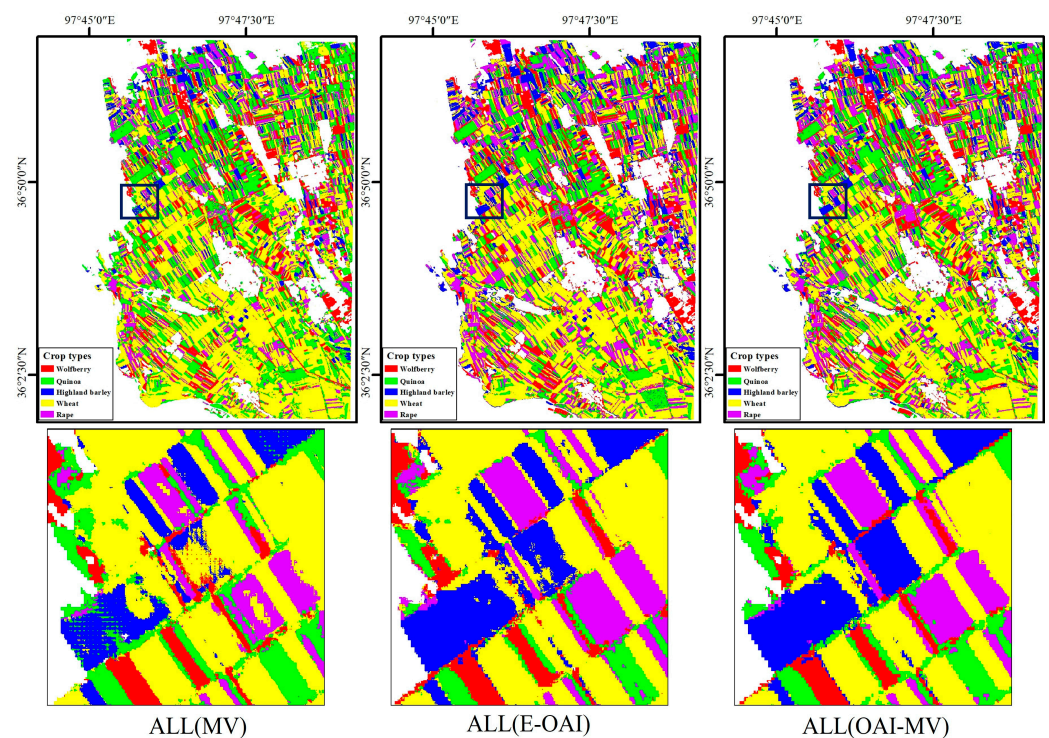 97°45'0"E 97°47'30"E 97°45'0"E 97°47'30"E 97°45'0"E 97°47'30"E
36°50'0"N 36°50'0"N 36°50'0"N
36°2'30"N 36°2'30"N 36°2'30"N
Crop types
Wolfberry
Quinoa
Highland barley
Wheat
Rape
Crop types
Wolfberry
Quinoa
Highland barley
Wheat
Rape
Crop types
Wolfberry
Quinoa
Highland barley
Wheat
Rape
ALL(MV) ALL(E-OAI) ALL(OAI-MV)